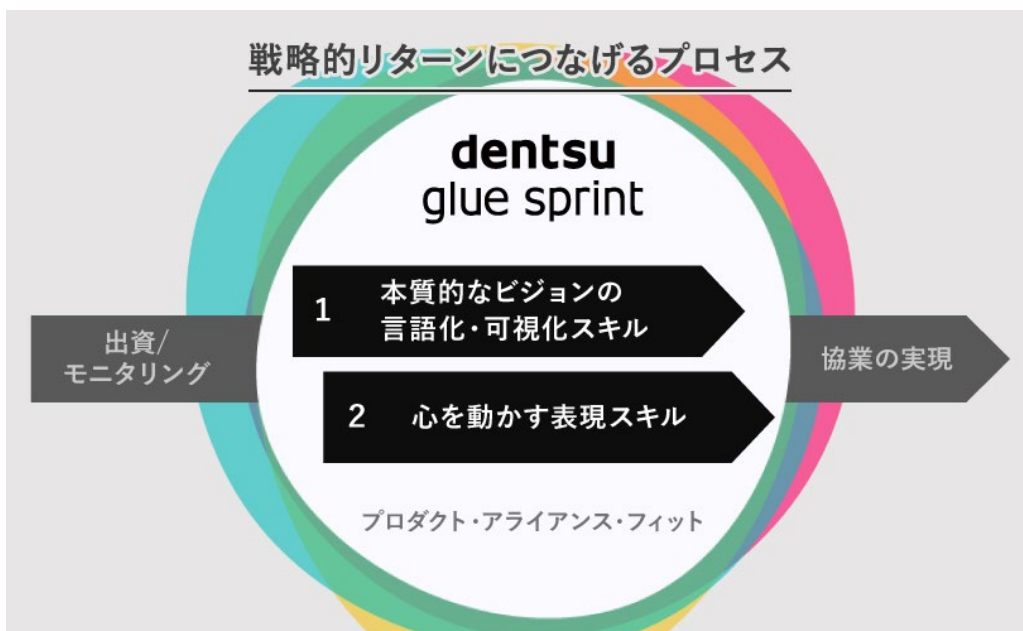 戦略的リターンにつなげるプロセス
dentsu
glue sprint
1 本質的なビジョンの
言語化・可視化スキル
出資/
モニタリング
協業の実現
2 心を動かす表現スキル
プロダクト・アライアンス・フィット